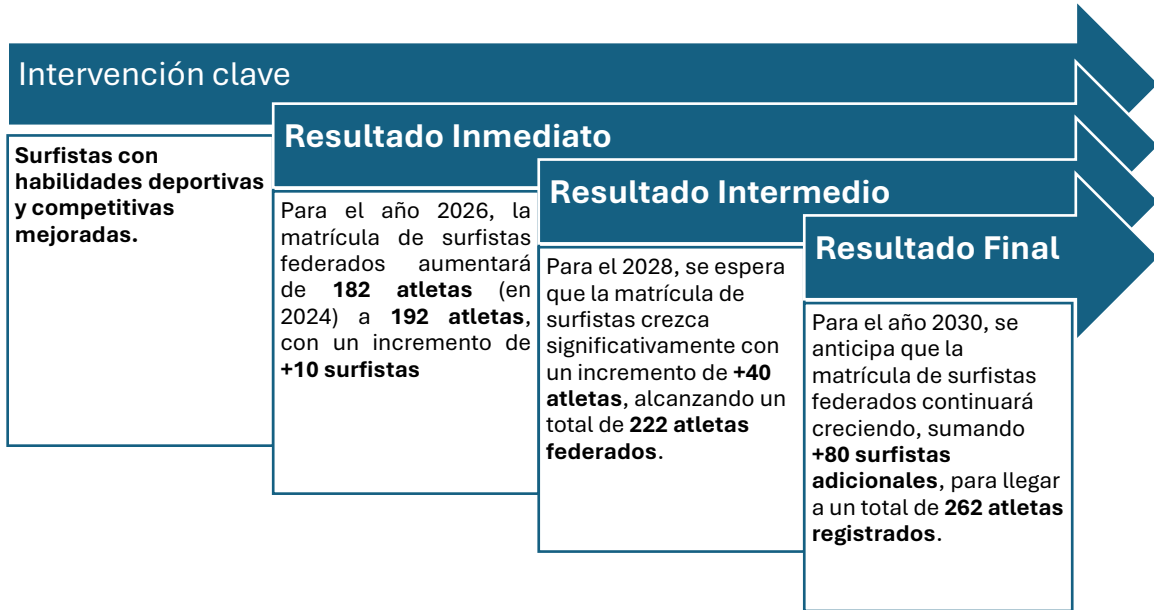 Intervención clave
Surfistas con
habilidades deportivas
y competitivas
mejoradas.
Resultado Inmediato
Para el año 2026, la
matrícula de surfistas
federados aumentará
de 182 atletas (en
2024) a 192 atletas,
con un incremento de
+10 surfistas
Resultado Intermedio
Para el 2028, se espera
que la matrícula de
surfistas crezca
significativamente con
un incremento de +40
atletas, alcanzando un
total de 222 atletas
federados.
Resultado Final
Para el año 2030, se
anticipa que la
matrícula de surfistas
federados continuará
creciendo, sumando
+80 surfistas
adicionales, para llegar
a un total de 262 atletas
registrados.